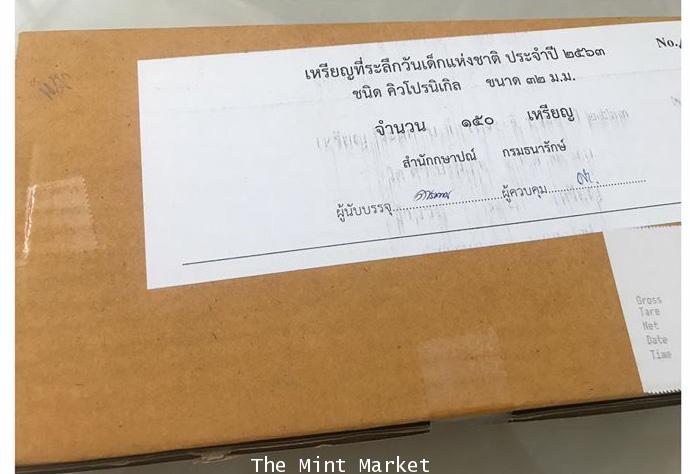 No.
เหรียญที่ระลึกวันเด็กแห่งชาติ ประจำปี ๒๕๖๓
ชนิด คิวโปรนิเกิล ขนาด ๓๒ ม.ม.
จำนวน ๑๕๐ เหรียญ
สำนักกษาปณ์ กรมธนารักษ์
ผู้นับบรรจุ..............................ผู้ควบคุม..............................
Gross
Tare
Net
Date
Time
The Mint Market